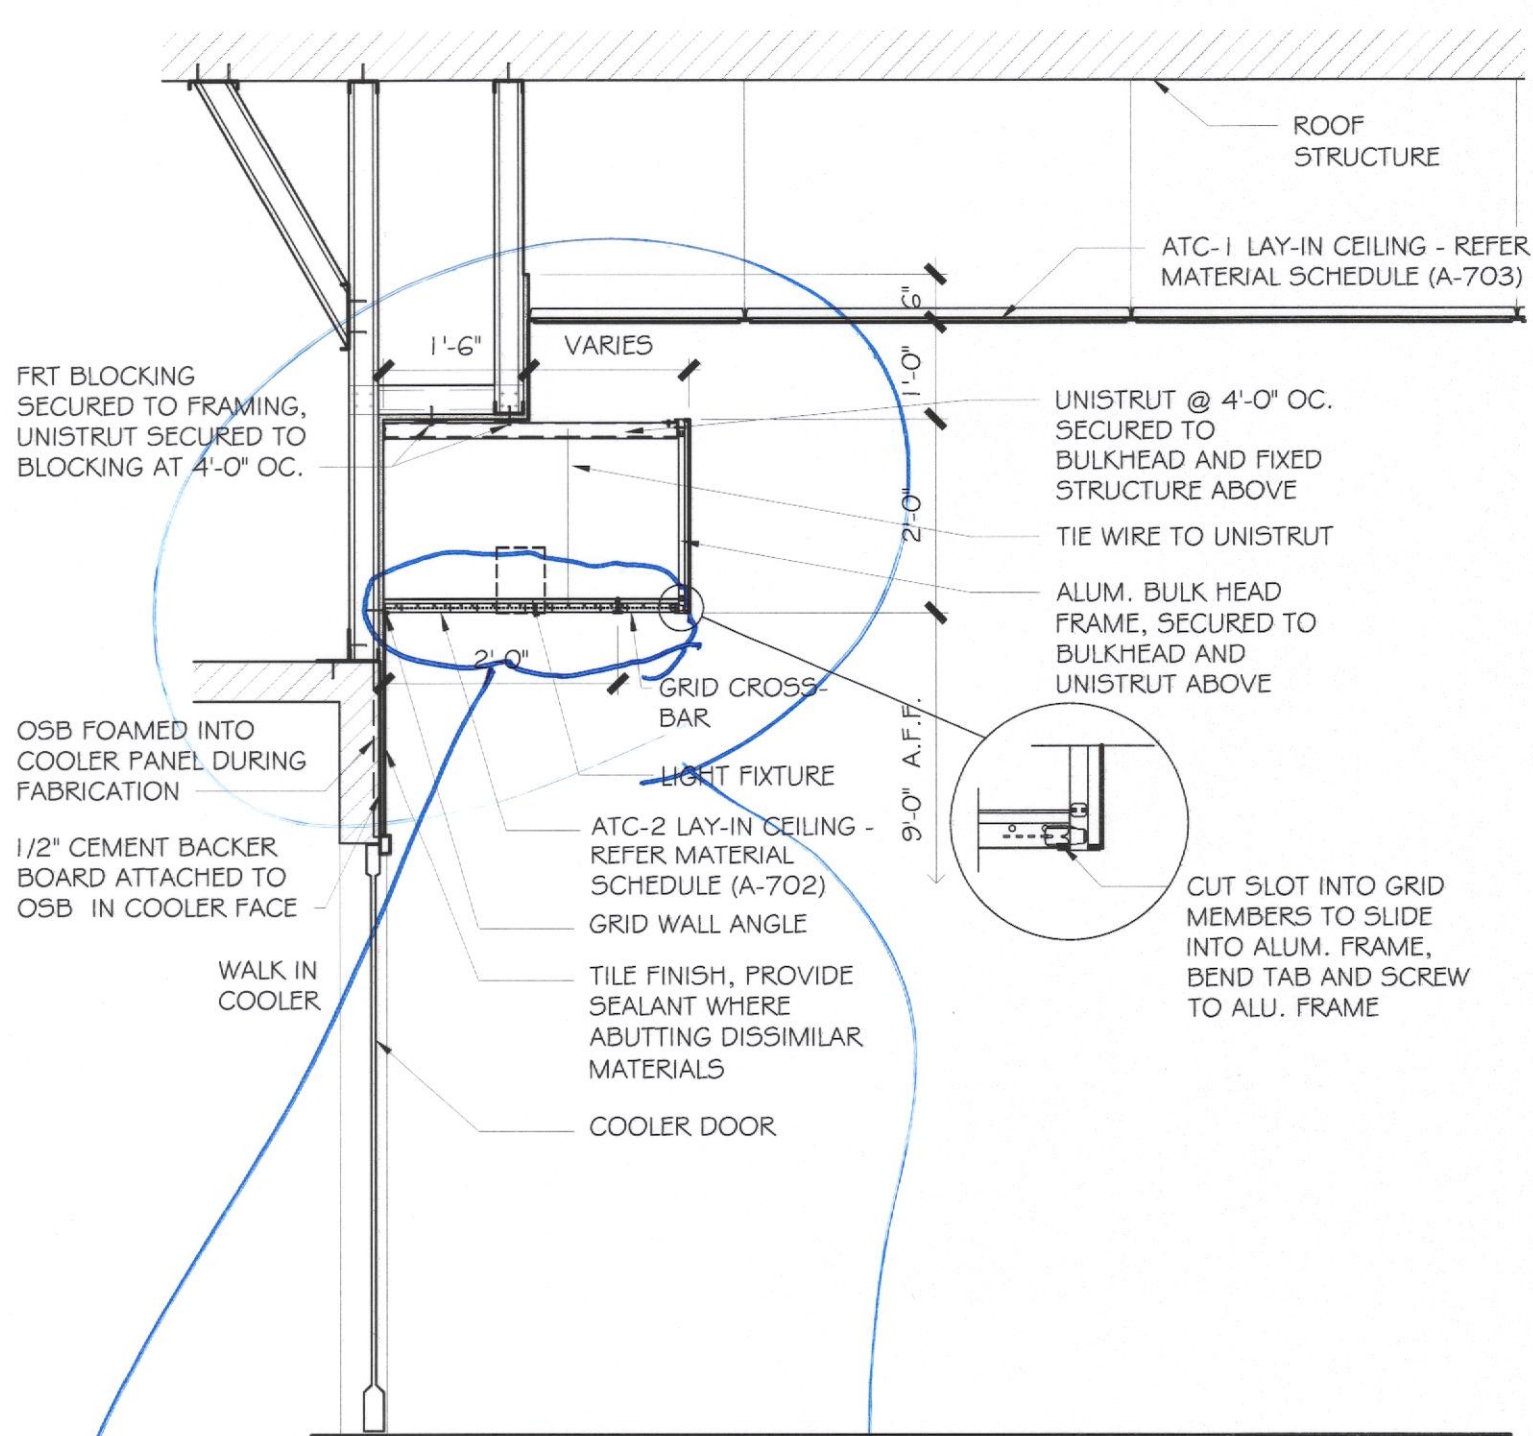 ROOF
STRUCTURE
ATC-1 LAY-IN CEILING - REFER
MATERIAL SCHEDULE (A-703)
6"
1'-6"
VARIES
1'-0"
FRT BLOCKING
SECURED TO FRAMING,
UNISTRUT SECURED TO
BLOCKING AT 4'-0" OC.
UNISTRUT @ 4'-0" OC.
SECURED TO
BULKHEAD AND FIXED
STRUCTURE ABOVE
2'-0"
TIE WIRE TO UNISTRUT
ALUM. BULK HEAD
FRAME, SECURED TO
BULKHEAD AND
UNISTRUT ABOVE
2'-0"
GRID CROSS-
BAR
9'-0" A.F.F.
OSB FOAMED INTO
COOLER PANEL DURING
FABRICATION
LIGHT FIXTURE
1/2" CEMENT BACKER
BOARD ATTACHED TO
OSB IN COOLER FACE
ATC-2 LAY-IN CEILING -
REFER MATERIAL
SCHEDULE (A-702)
GRID WALL ANGLE
CUT SLOT INTO GRID
MEMBERS TO SLIDE
INTO ALUM. FRAME,
BEND TAB AND SCREW
TO ALU. FRAME
WALK IN
COOLER
TILE FINISH, PROVIDE
SEALANT WHERE
ABUTTING DISSIMILAR
MATERIALS
COOLER DOOR